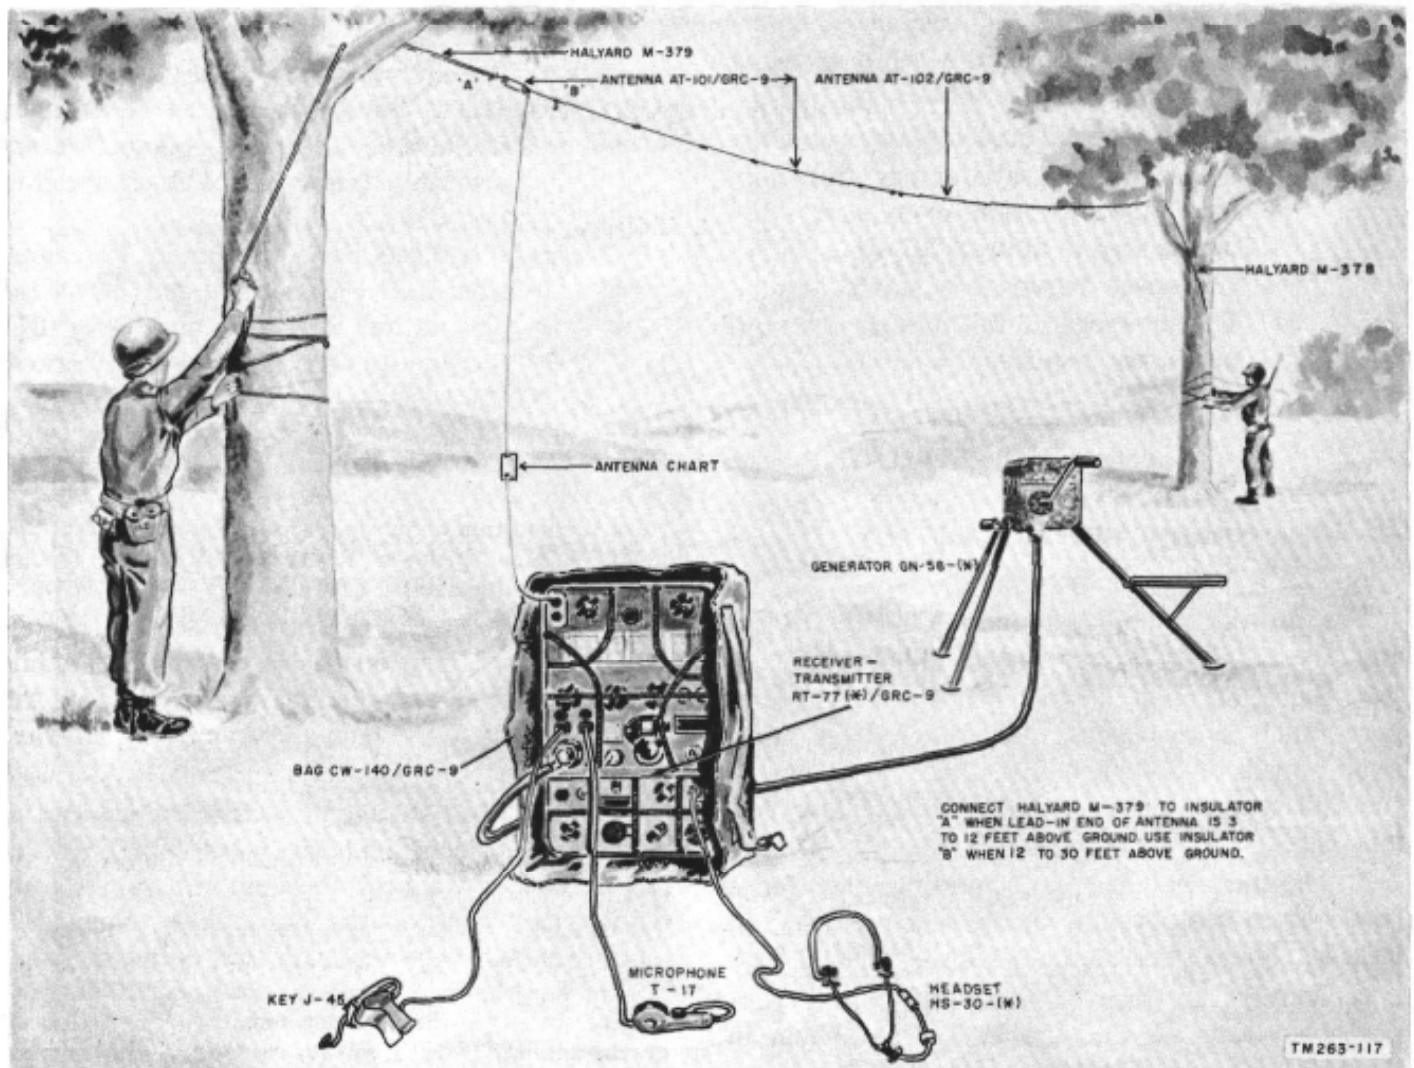 HALYARD M-379
"A"
"B"
ANTENNA AT-101/GRC-9
ANTENNA AT-102/GRC-9
HALYARD M-378
ANTENNA CHART
GENERATOR GN-58-(*)
RECEIVER-
TRANSMITTER
RT-77(*)/GRC-9
BAG CW-140/GRC-9
CONNECT HALYARD M-379 TO INSULATOR
"A" WHEN LEAD-IN END OF ANTENNA IS 3
TO 12 FEET ABOVE GROUND. USE INSULATOR
"B" WHEN 12 TO 30 FEET ABOVE GROUND.
KEY J-45
MICROPHONE
T-17
HEADSET
HS-30-(*)
TM263-117